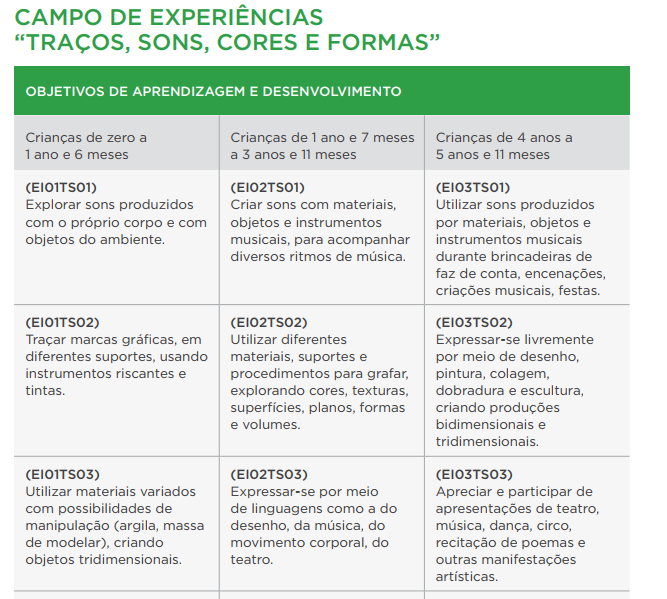 CAMPO DE EXPERIÊNCIAS
“TRAÇOS, SONS, CORES E FORMAS”
OBJETIVOS DE APRENDIZAGEM E DESENVOLVIMENTO
Crianças de zero a
1 ano e 6 meses
Crianças de 1 ano e 7 meses
a 3 anos e 11 meses
Crianças de 4 anos a
5 anos e 11 meses
(EI01TS01)
Explorar sons produzidos
com o próprio corpo e com
objetos do ambiente.
(EI02TS01)
Criar sons com materiais,
objetos e instrumentos
musicais, para acompanhar
diversos ritmos de música.
(EI03TS01)
Utilizar sons produzidos
por materiais, objetos e
instrumentos musicais
durante brincadeiras de
faz de conta, encenações,
criações musicais, festas.
(EI01TS02)
Traçar marcas gráficas, em
diferentes suportes, usando
instrumentos riscantes e
tintas.
(EI02TS02)
Utilizar diferentes
materiais, suportes e
procedimentos para grafar,
explorando cores, texturas,
superfícies, planos, formas
e volumes.
(EI03TS02)
Expressar-se livremente
por meio de desenho,
pintura, colagem,
dobradura e escultura,
criando produções
bidimensionais e
tridimensionais.
(EI01TS03)
Utilizar materiais variados
com possibilidades de
manipulação (argila, massa
de modelar), criando
objetos tridimensionais.
(EI02TS03)
Expressar-se por meio
de linguagens como a do
desenho, da música, do
movimento corporal, do
teatro.
(EI03TS03)
Apreciar e participar de
apresentações de teatro,
música, dança, circo,
recitação de poemas e
outras manifestações
artísticas.